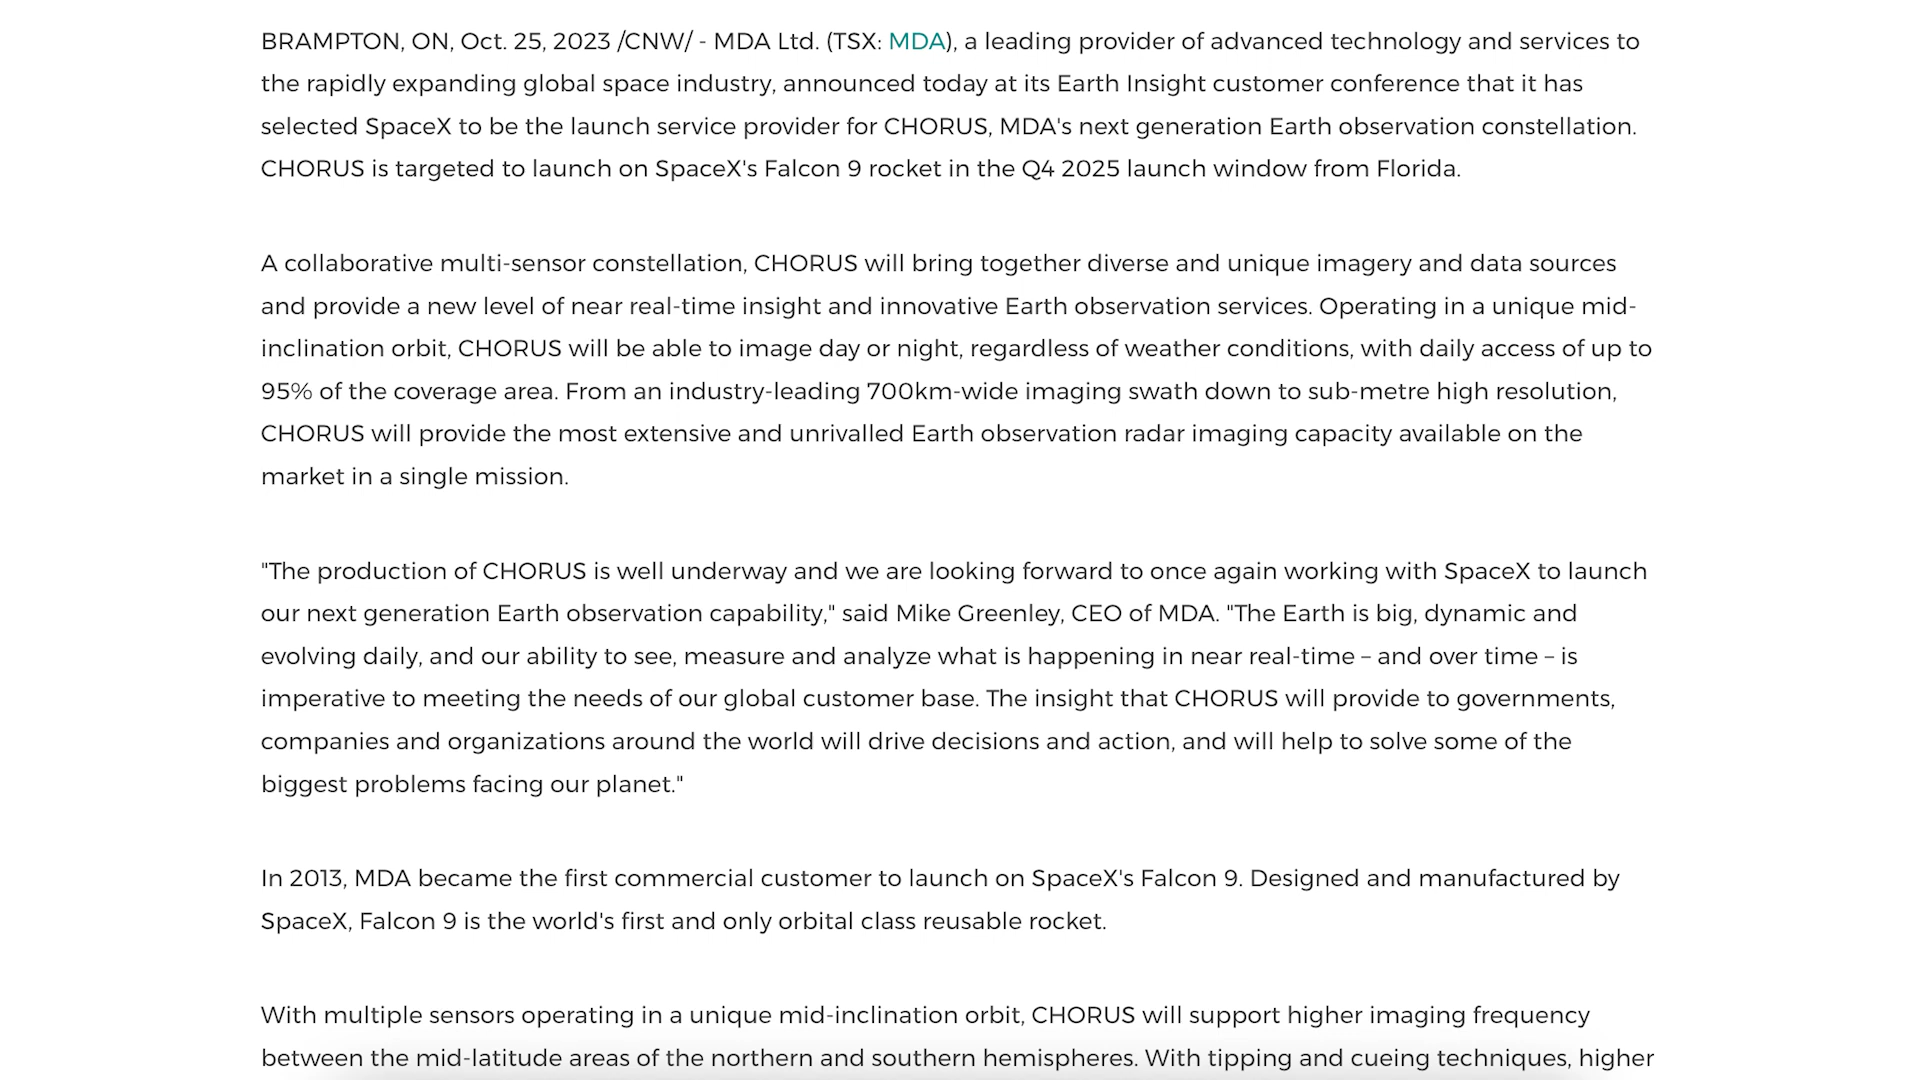 BRAMPTON, ON, Oct. 25, 2023 /CNW/ - MDA Ltd. (TSX: MDA), a leading provider of advanced technology and services to
the rapidly expanding global space industry, announced today at its Earth Insight customer conference that it has
selected SpaceX to be the launch service provider for CHORUS, MDA's next generation Earth observation constellation.
CHORUS is targeted to launch on SpaceX's Falcon 9 rocket in the Q4 2025 launch window from Florida.
A collaborative multi-sensor constellation, CHORUS will bring together diverse and unique imagery and data sources
and provide a new level of near real-time insight and innovative Earth observation services. Operating in a unique mid-
inclination orbit, CHORUS will be able to image day or night, regardless of weather conditions, with daily access of up to
95% of the coverage area. From an industry-leading 700km-wide imaging swath down to sub-metre high resolution,
CHORUS will provide the most extensive and unrivalled Earth observation radar imaging capacity available on the
market in a single mission.
"The production of CHORUS is well underway and we are looking forward to once again working with SpaceX to launch
our next generation Earth observation capability," said Mike Greenley, CEO of MDA. "The Earth is big, dynamic and
evolving daily, and our ability to see, measure and analyze what is happening in near real-time – and over time – is
imperative to meeting the needs of our global customer base. The insight that CHORUS will provide to governments,
companies and organizations around the world will drive decisions and action, and will help to solve some of the
biggest problems facing our planet."
In 2013, MDA became the first commercial customer to launch on SpaceX's Falcon 9. Designed and manufactured by
SpaceX, Falcon 9 is the world's first and only orbital class reusable rocket.
With multiple sensors operating in a unique mid-inclination orbit, CHORUS will support higher imaging frequency
between the mid-latitude areas of the northern and southern hemispheres. With tipping and cueing techniques, higher